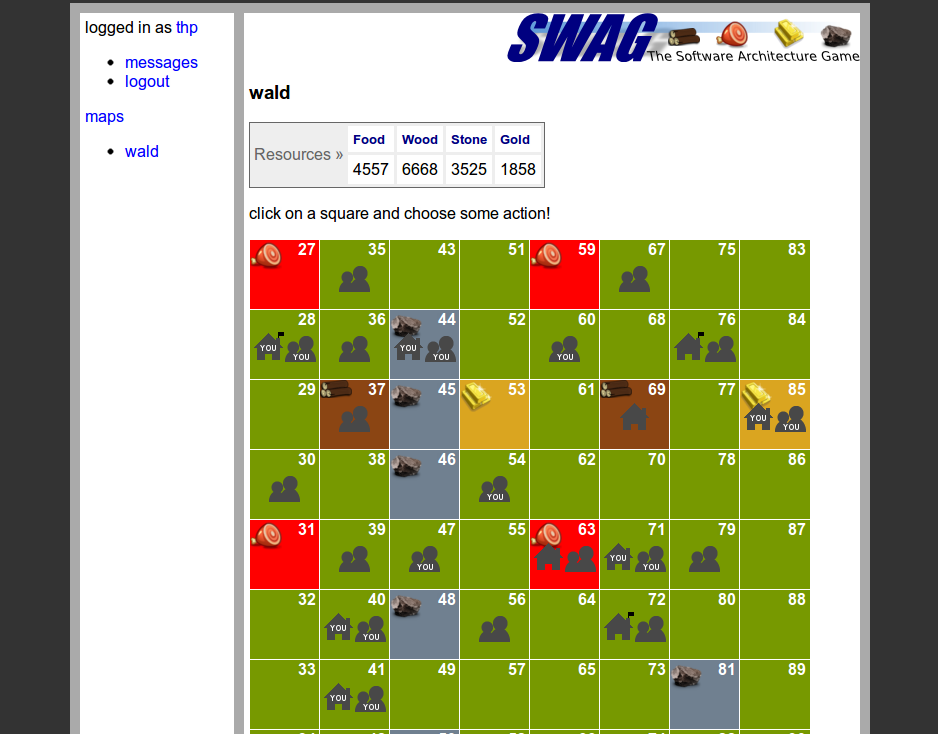 logged in as thp
messages
logout
maps
wald
SWAG
The Software Architecture Game
wald
Resources »
Food Wood Stone Gold
4557 6668 3525 1858
click on a square and choose some action!
27 35 43 51 59 67 75 83
28 36 44 52 60 68 76 84
YOU YOU YOU YOU YOU
29 37 45 53 61 69 77 85
YOU YOU
30 38 46 54 62 70 78 86
YOU
31 39 47 55 63 71 79 87
YOU YOU YOU
32 40 48 56 64 72 80 88
YOU YOU
33 41 49 57 65 73 81 89
YOU YOU